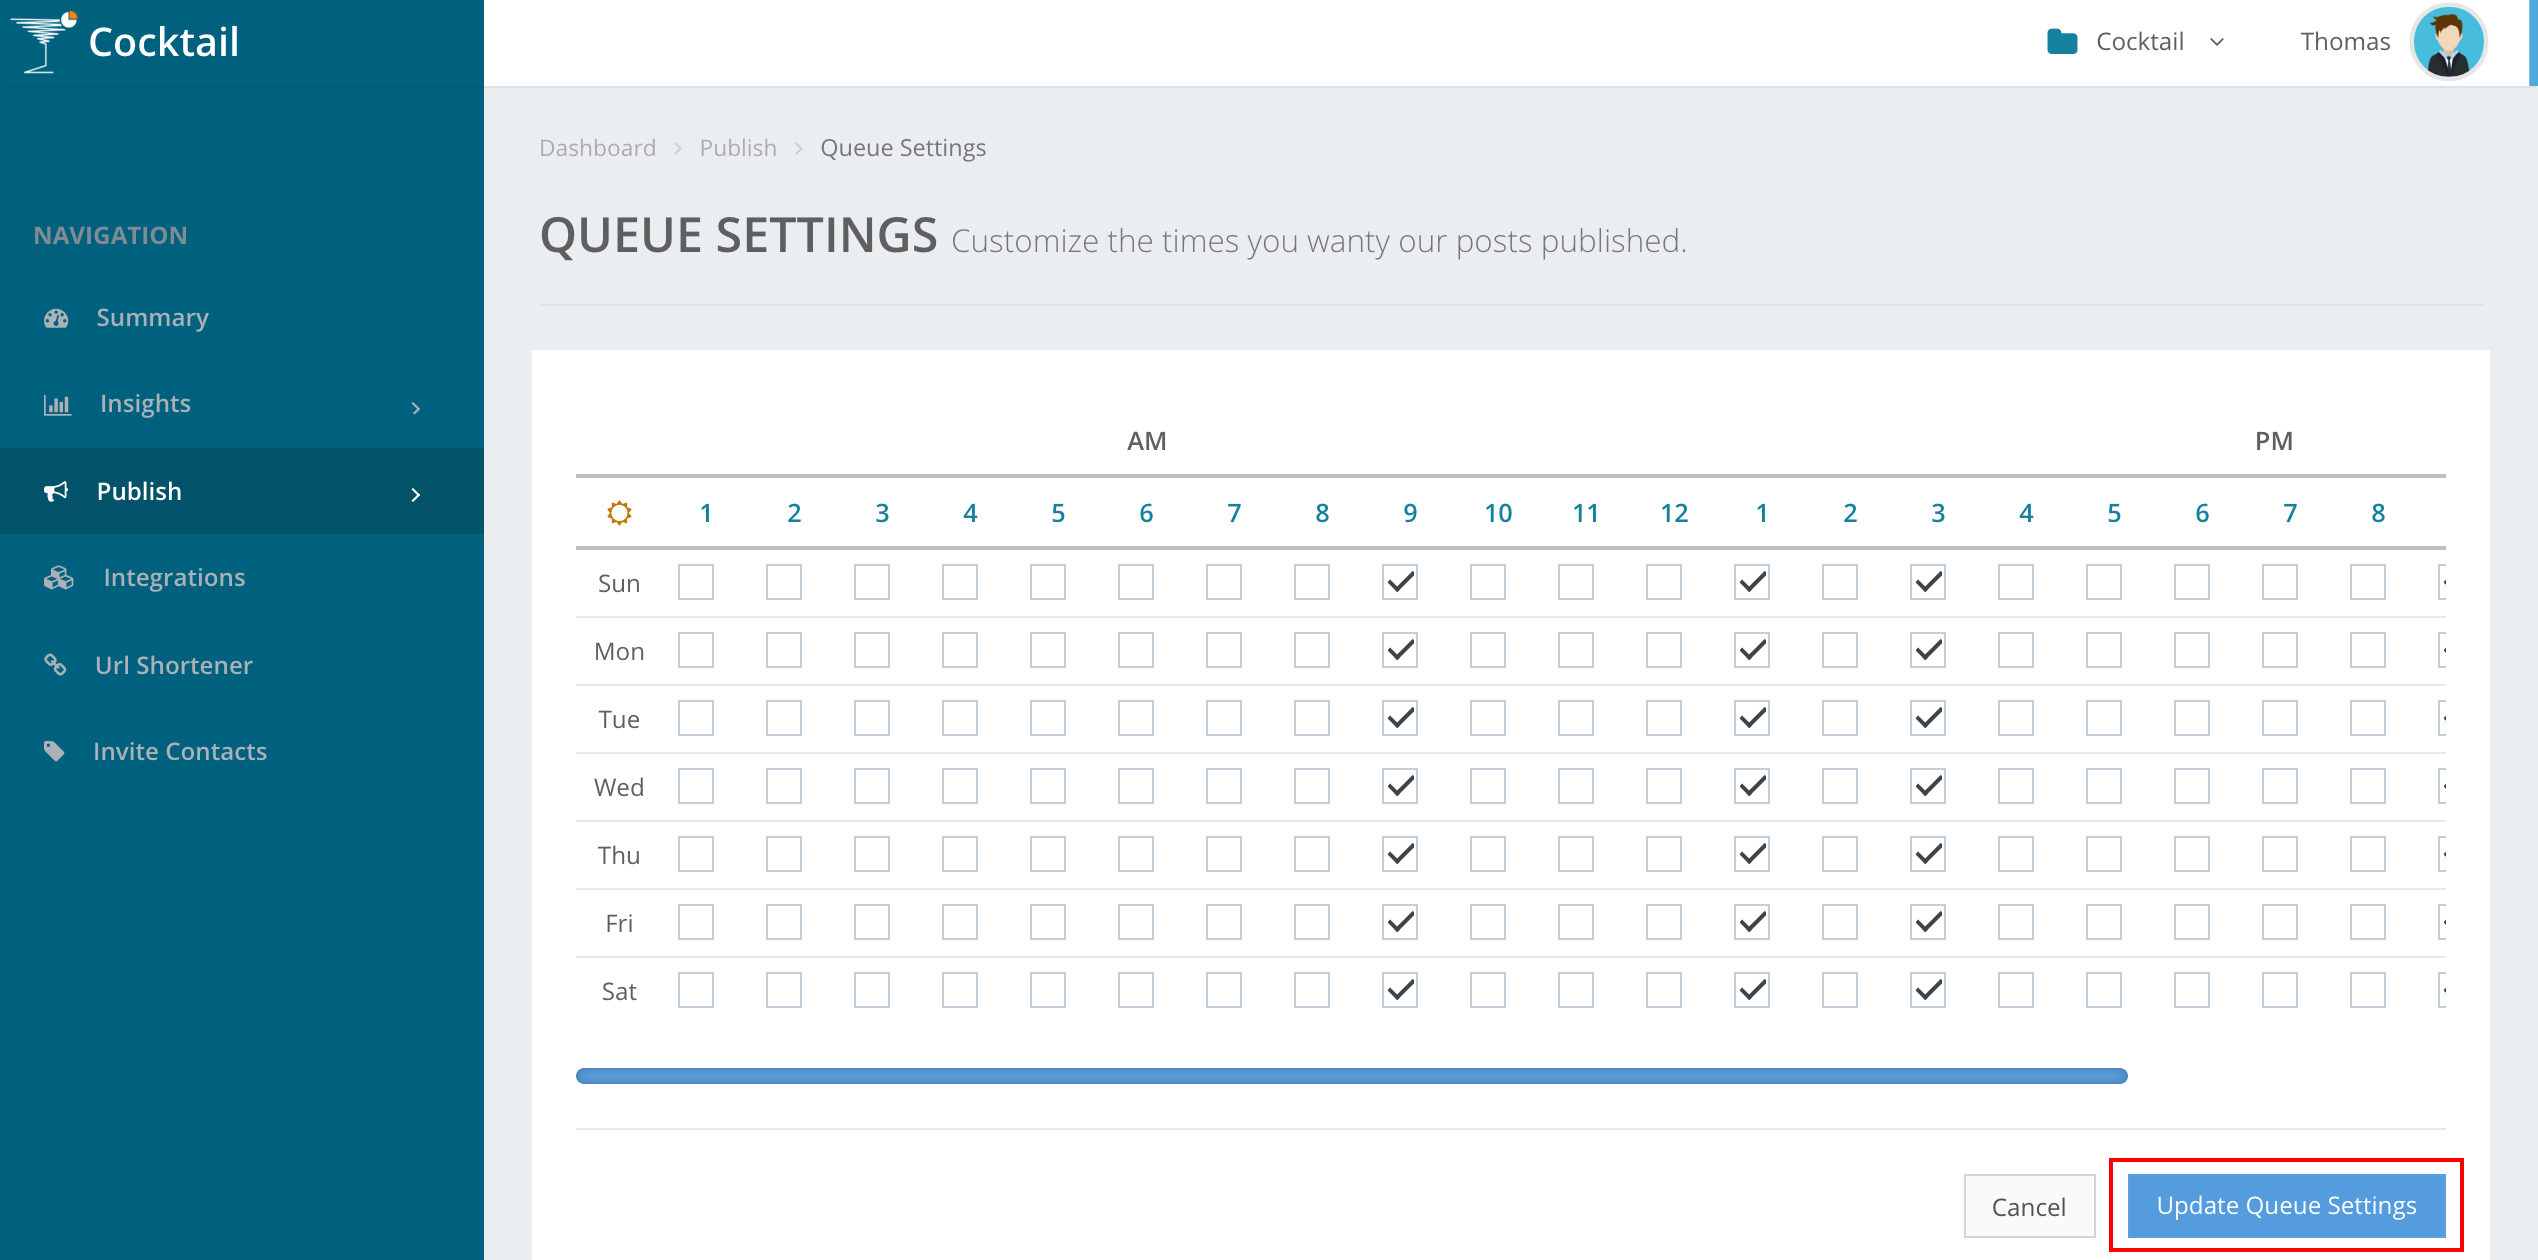 Cocktail
Cocktail
Thomas
Dashboard > Publish > Queue Settings
NAVIGATION
QUEUE SETTINGS Customize the times you wanty our posts published.
Summary
Insights
Publish
Integrations
Url Shortener
Invite Contacts
AM PM
1 2 3 4 5 6 7 8 9 10 11 12 1 2 3 4 5 6 7 8
Sun
Mon
Tue
Wed
Thu
Fri
Sat
Cancel
Update Queue Settings